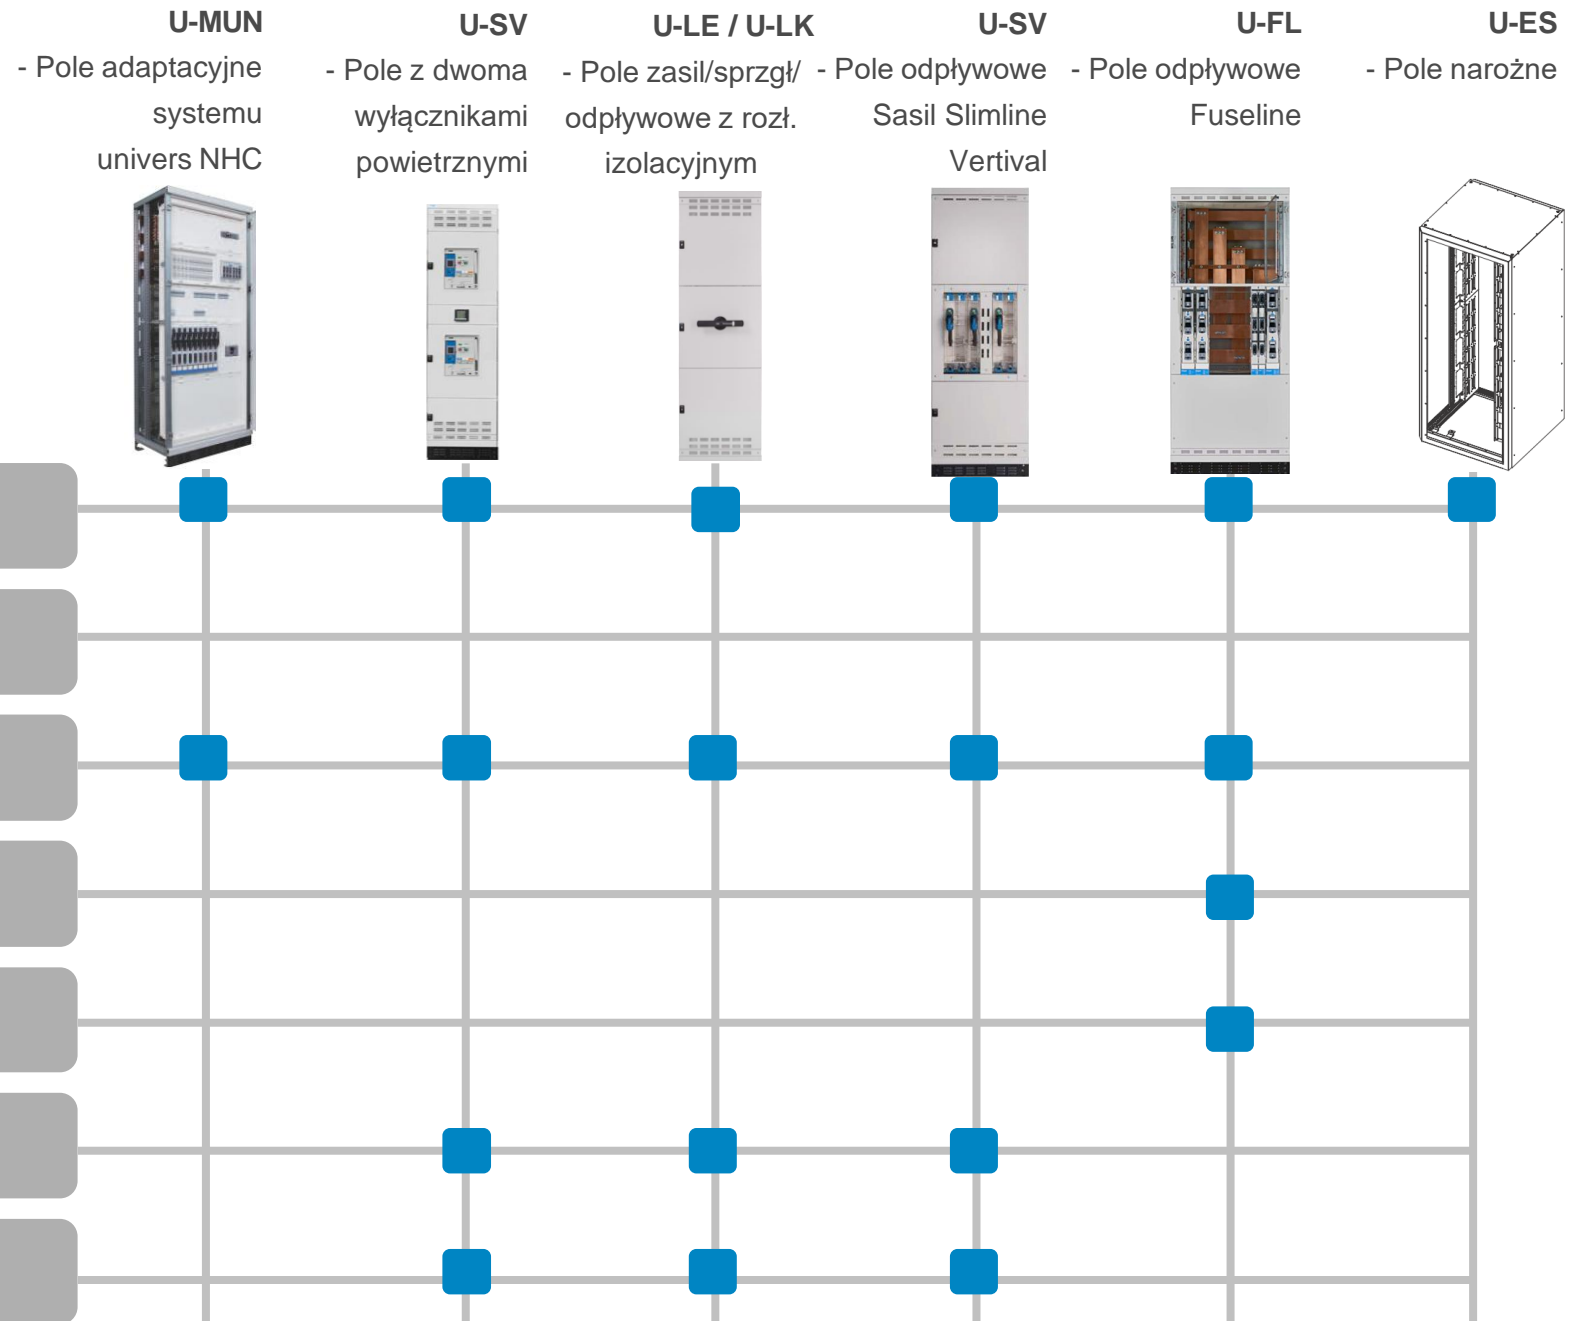 U-MUN
- Pole adaptacyjne
systemu
univers NHC
U-SV
- Pole z dwoma
wyłącznikami
powietrznymi
U-LE / U-LK
- Pole zasil/sprzgł/
odpływowe z rozł.
izolacyjnym
U-SV
- Pole odpływowe
Sasil Slimline
Vertival
U-FL
- Pole odpływowe
Fuseline
U-ES
- Pole narożne